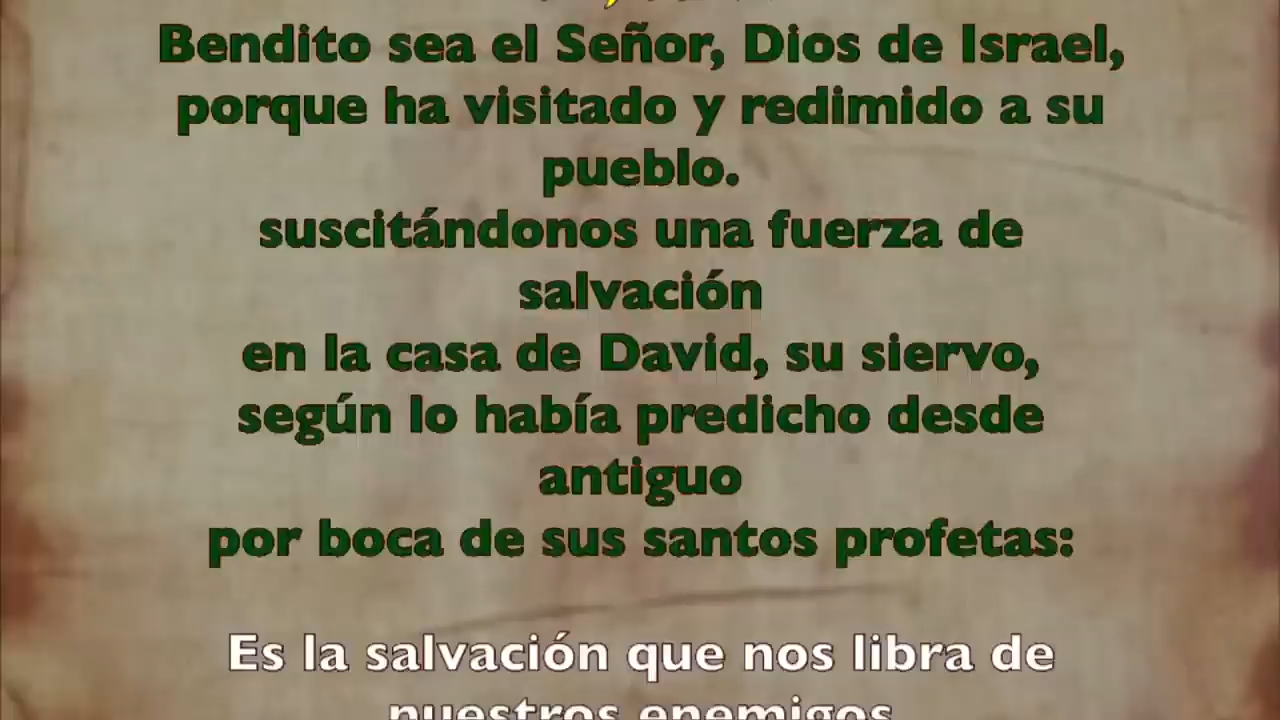 Bendito sea el Señor, Dios de Israel,
porque ha visitado y redimido a su
pueblo.
suscitándonos una fuerza de
salvación
en la casa de David, su siervo,
según lo había predicho desde
antiguo
por boca de sus santos profetas:
Es la salvación que nos libra de
nuestros enemigos